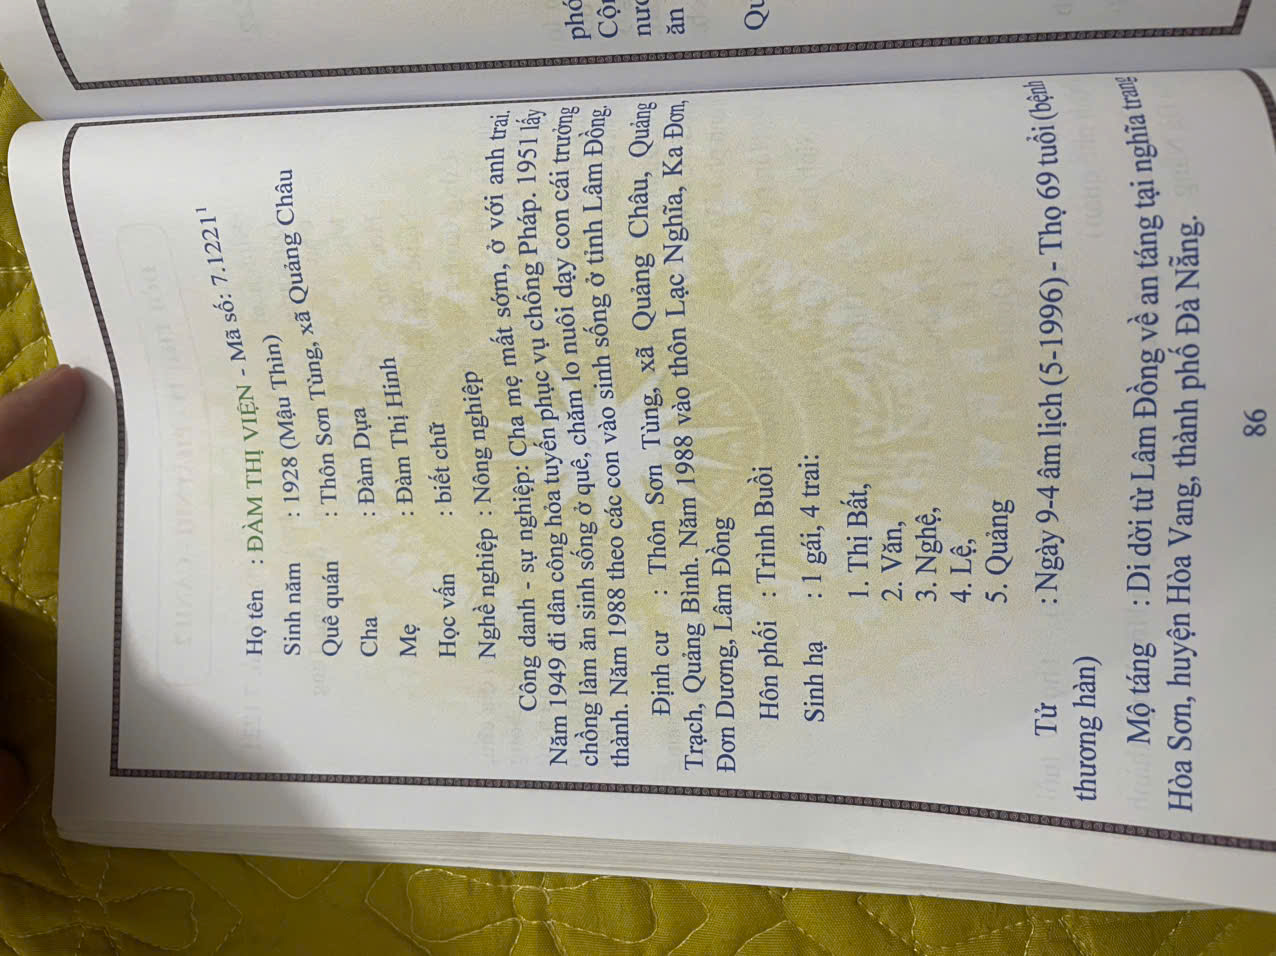 Họ tên : ĐÀM THỊ VIỆN - Mã số: 7.1221¹
Sinh năm : 1928 (Mậu Thìn)
Quê quán : Thôn Sơn Tùng, xã Quảng Châu
Cha : Đàm Dựa
Mẹ : Đàm Thị Hinh
Học vấn : biết chữ
Nghề nghiệp : Nông nghiệp
Công danh - sự nghiệp: Cha mẹ mất sớm, ở với anh trai.
Năm 1949 đi dân công hỏa tuyến phục vụ chống Pháp. 1951 lấy
chồng làm ăn sinh sống ở quê, chăm lo nuôi dạy con cái trưởng
thành. Năm 1988 theo các con vào sinh sống ở tỉnh Lâm Đồng.
Định cư : Thôn Sơn Tùng, xã Quảng Châu, Quảng
Trạch, Quảng Bình. Năm 1988 vào thôn Lạc Nghĩa, Ka Đơn,
Đơn Dương, Lâm Đồng
Hôn phối : Trình Buồi
Sinh hạ : 1 gái, 4 trai:
1. Thị Bất,
2. Văn,
3. Nghệ,
4. Lệ,
5. Quảng
Tử : Ngày 9-4 âm lịch (5-1996) - Thọ 69 tuổi (bệnh
thương hàn)
Mộ táng : Di dời từ Lâm Đồng về an táng tại nghĩa trang
Hòa Sơn, huyện Hòa Vang, thành phố Đà Nẵng.
86
phó
Cộ
nư
ăn
Qu